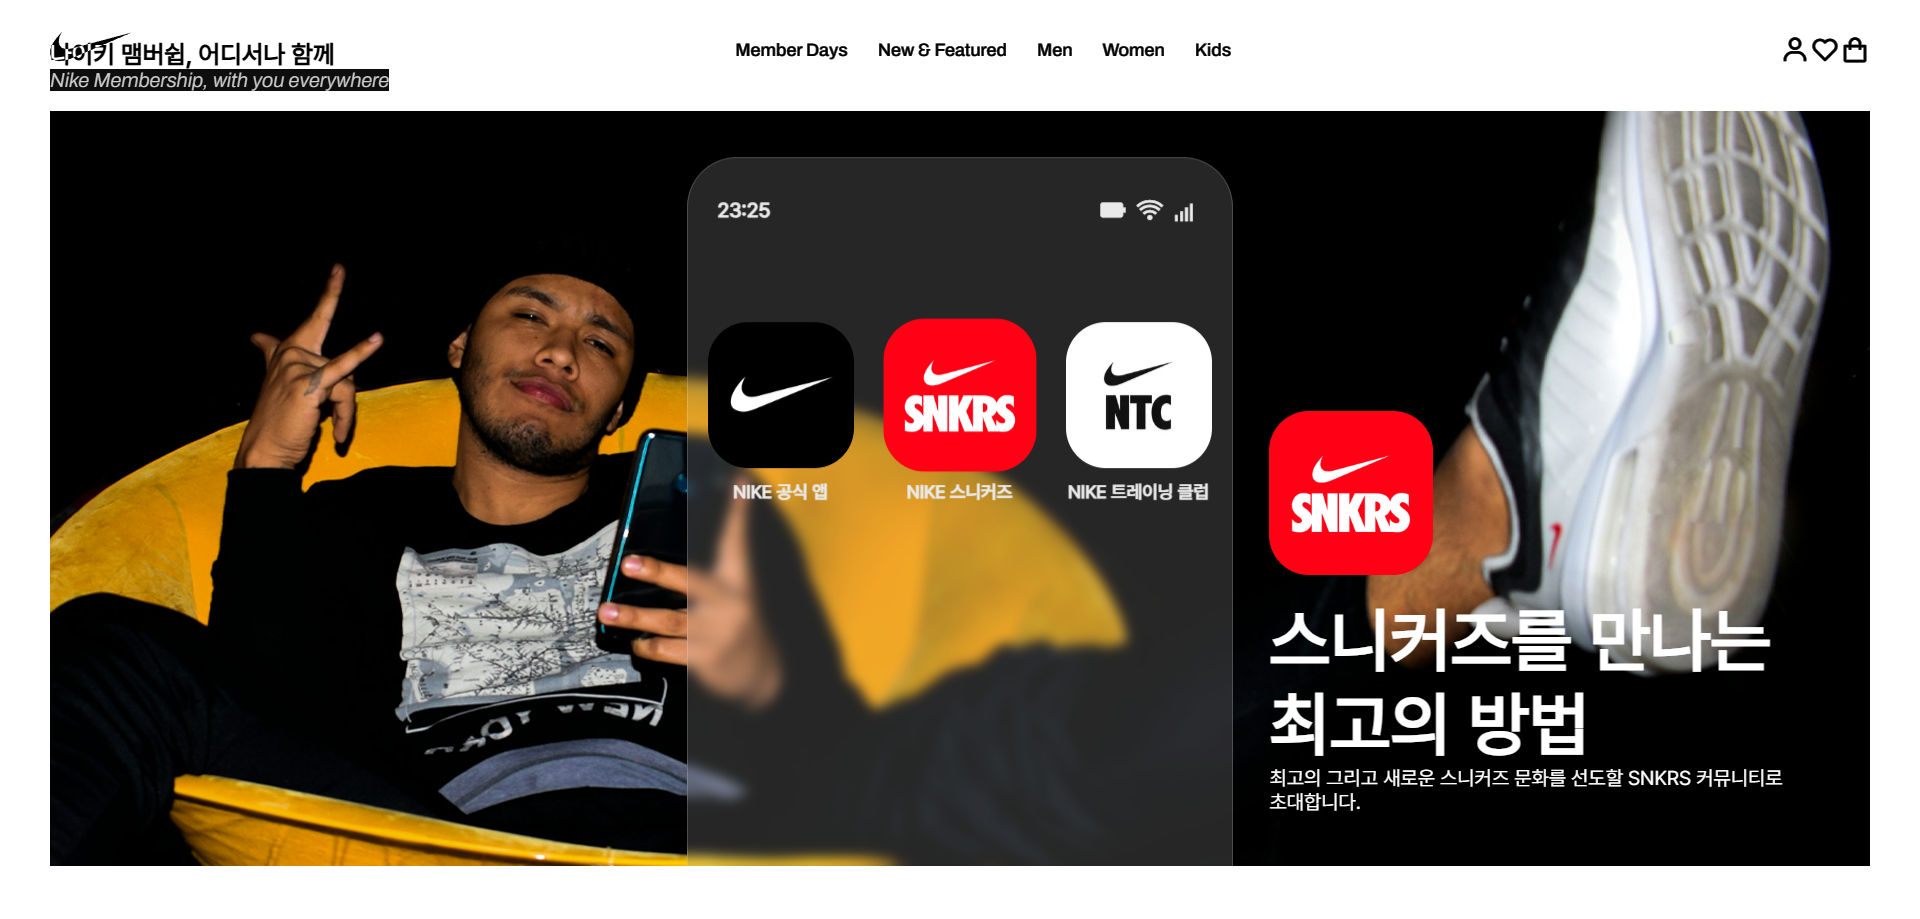 나이키 맴버쉽, 어디서나 함께
Nike Membership, with you everywhere
Member Days New & Featured Men Women Kids
23:25
SNKRS
NTC
NIKE 공식 앱 NIKE 스니커즈 NIKE 트레이닝 클럽
SNKRS
스니커즈를 만나는
최고의 방법
최고의 그리고 새로운 스니커즈 문화를 선도할 SNKRS 커뮤니티로
초대합니다.
NEW YORK